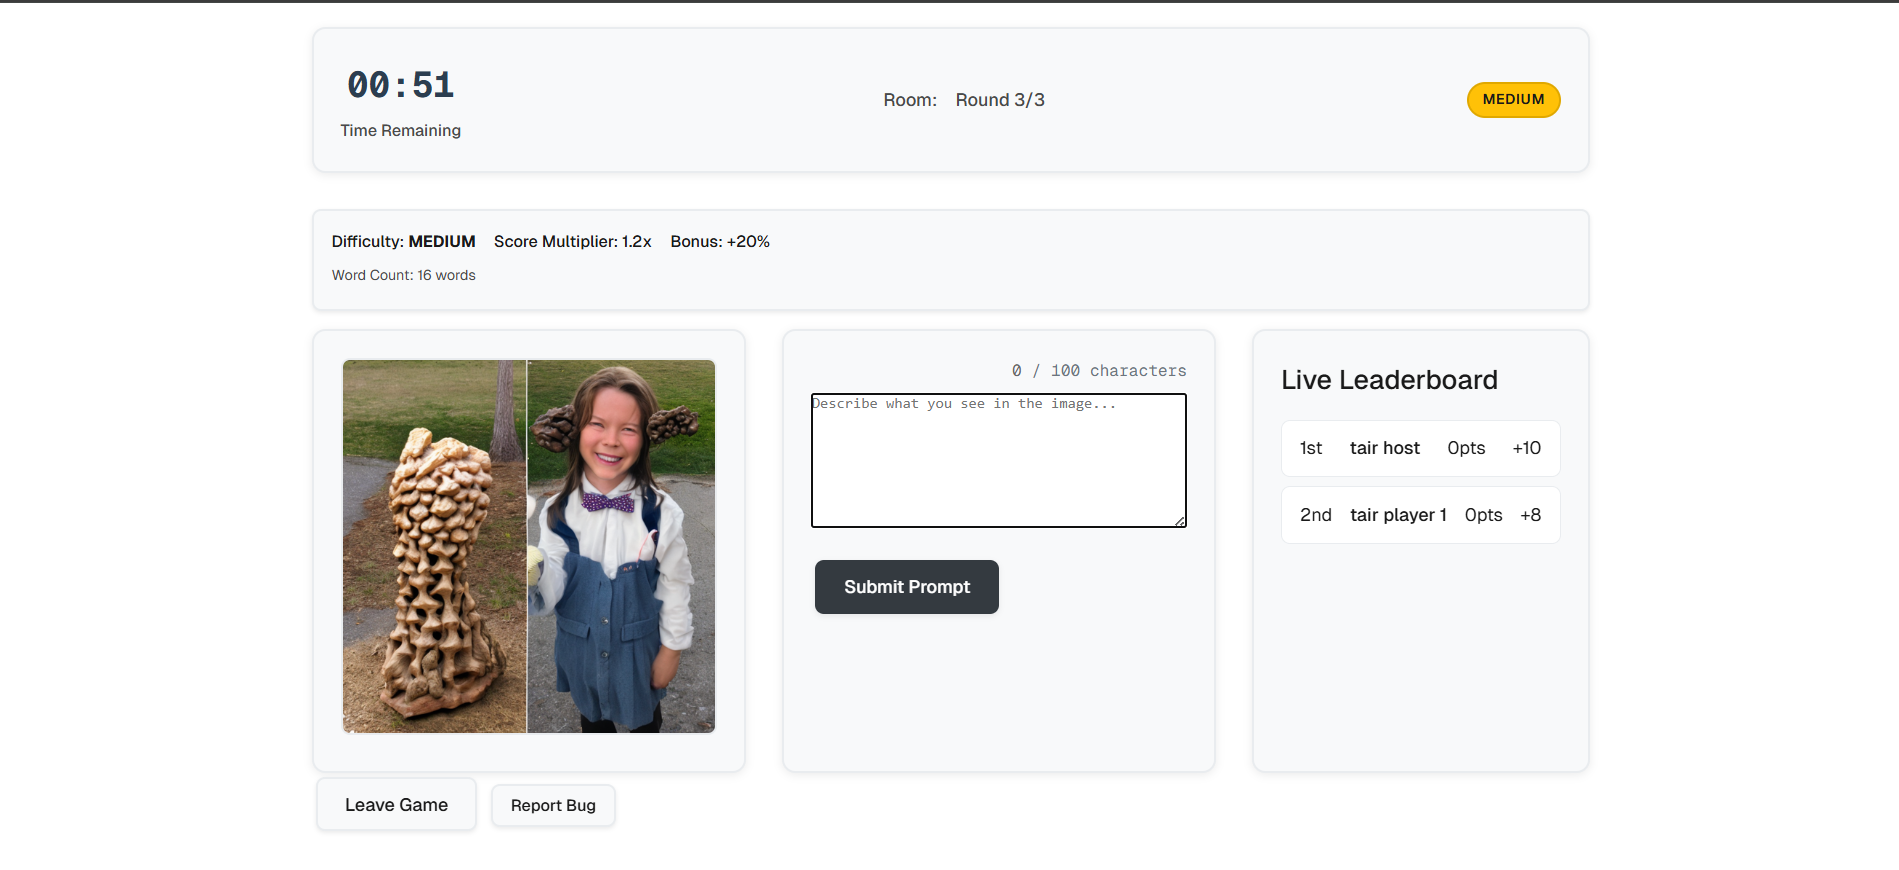 00:51
Time Remaining
Room: Round 3/3
MEDIUM
Difficulty: MEDIUM Score Multiplier: 1.2x Bonus: +20%
Word Count: 16 words
0 / 100 characters
Describe what you see in the image...
Submit Prompt
Live Leaderboard
1st tair host 0pts +10
2nd tair player 1 0pts +8
Leave Game
Report Bug